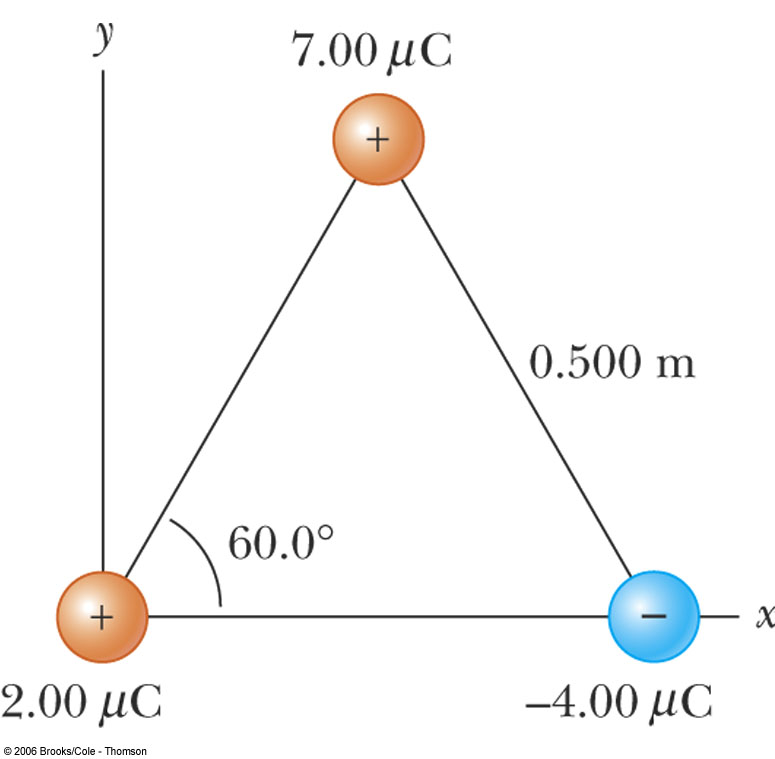 y
7.00 μC
+
0.500 m
60.0°
+
−
x
2.00 μC
–4.00 μC
© 2006 Brooks/Cole - Thomson